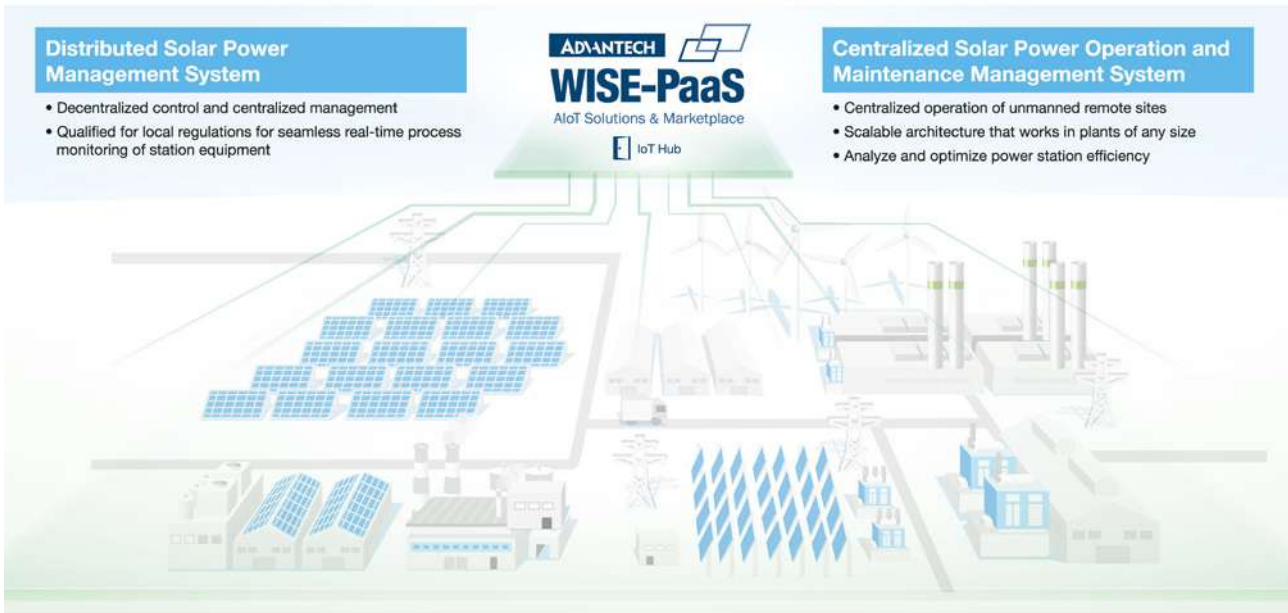 Distributed Solar Power
Management System
• Decentralized control and centralized management
• Qualified for local regulations for seamless real-time process
monitoring of station equipment
ADVANTECH
WISE-PaaS
AIoT Solutions & Marketplace
IoT Hub
Centralized Solar Power Operation and
Maintenance Management System
• Centralized operation of unmanned remote sites
• Scalable architecture that works in plants of any size
• Analyze and optimize power station efficiency